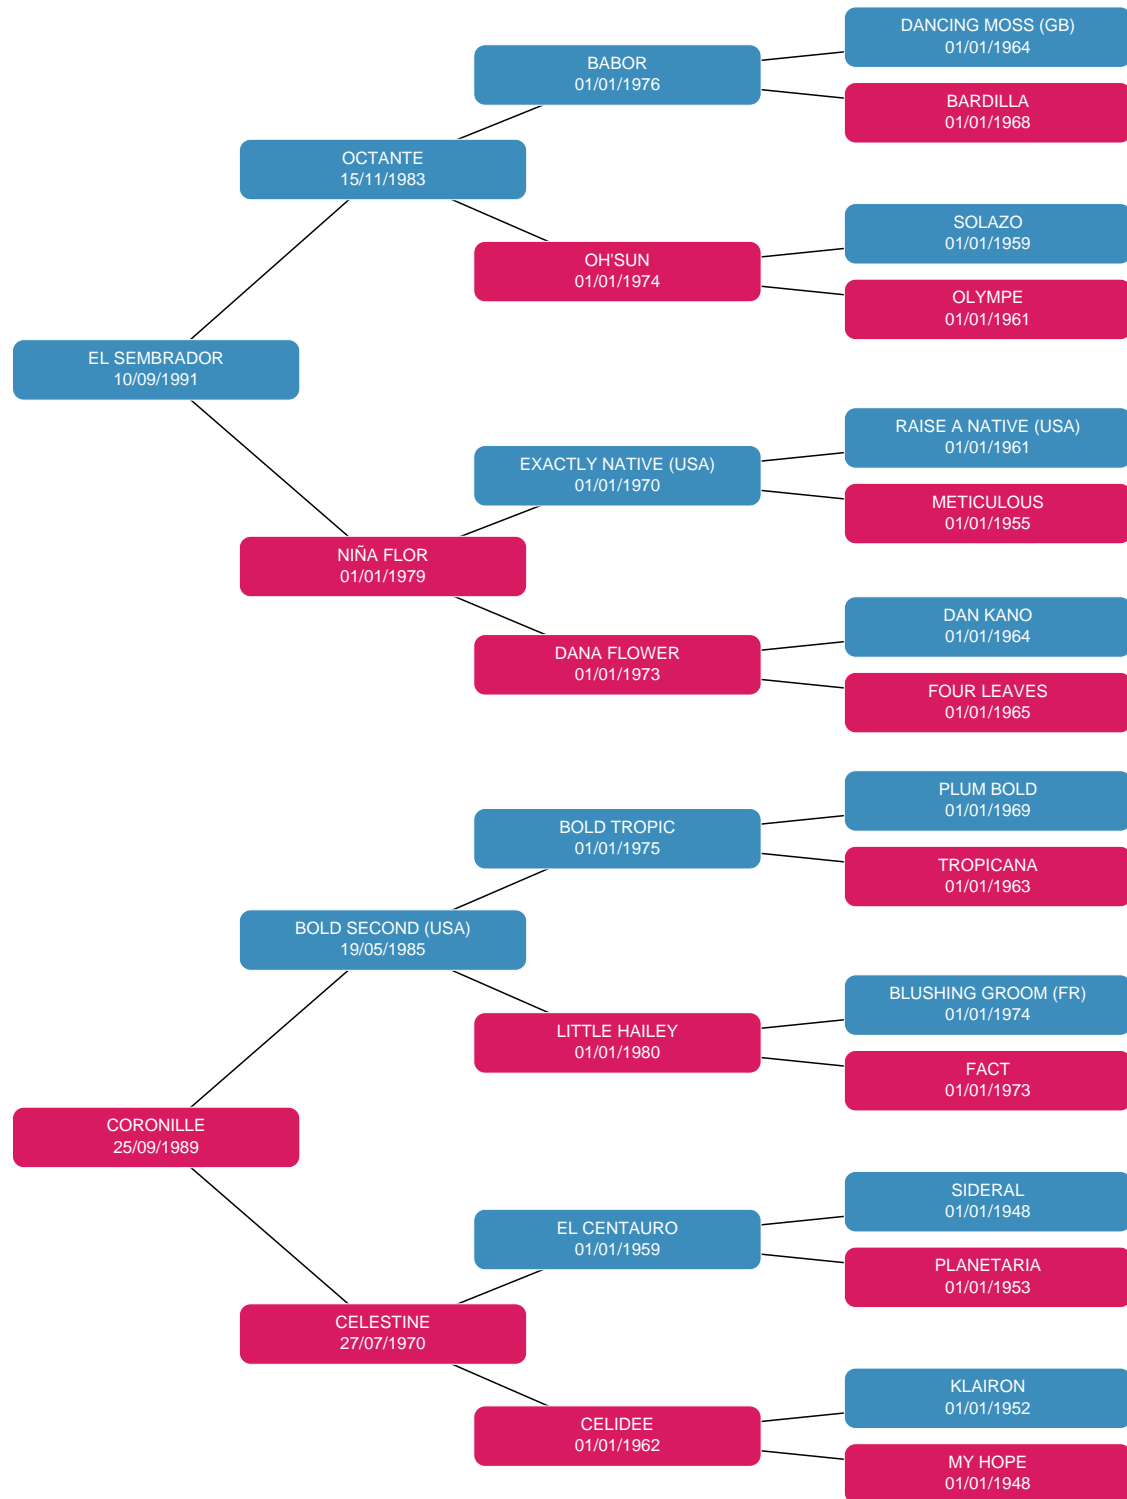 DANCING MOSS (GB)
01/01/1964
BABOR
01/01/1976
BARDILLA
01/01/1968
OCTANTE
15/11/1983
SOLAZO
01/01/1959
OH'SUN
01/01/1974
OLYMPE
01/01/1961
EL SEMBRADOR
10/09/1991
RAISE A NATIVE (USA)
01/01/1961
EXACTLY NATIVE (USA)
01/01/1970
METICULOUS
01/01/1955
NIÑA FLOR
01/01/1979
DAN KANO
01/01/1964
DANA FLOWER
01/01/1973
FOUR LEAVES
01/01/1965
PLUM BOLD
01/01/1969
BOLD TROPIC
01/01/1975
TROPICANA
01/01/1963
BOLD SECOND (USA)
19/05/1985
BLUSHING GROOM (FR)
01/01/1974
LITTLE HAILEY
01/01/1980
FACT
01/01/1973
CORONILLE
25/09/1989
SIDERAL
01/01/1948
EL CENTAURO
01/01/1959
PLANETARIA
01/01/1953
CELESTINE
27/07/1970
KLAIRON
01/01/1952
CELIDEE
01/01/1962
MY HOPE
01/01/1948